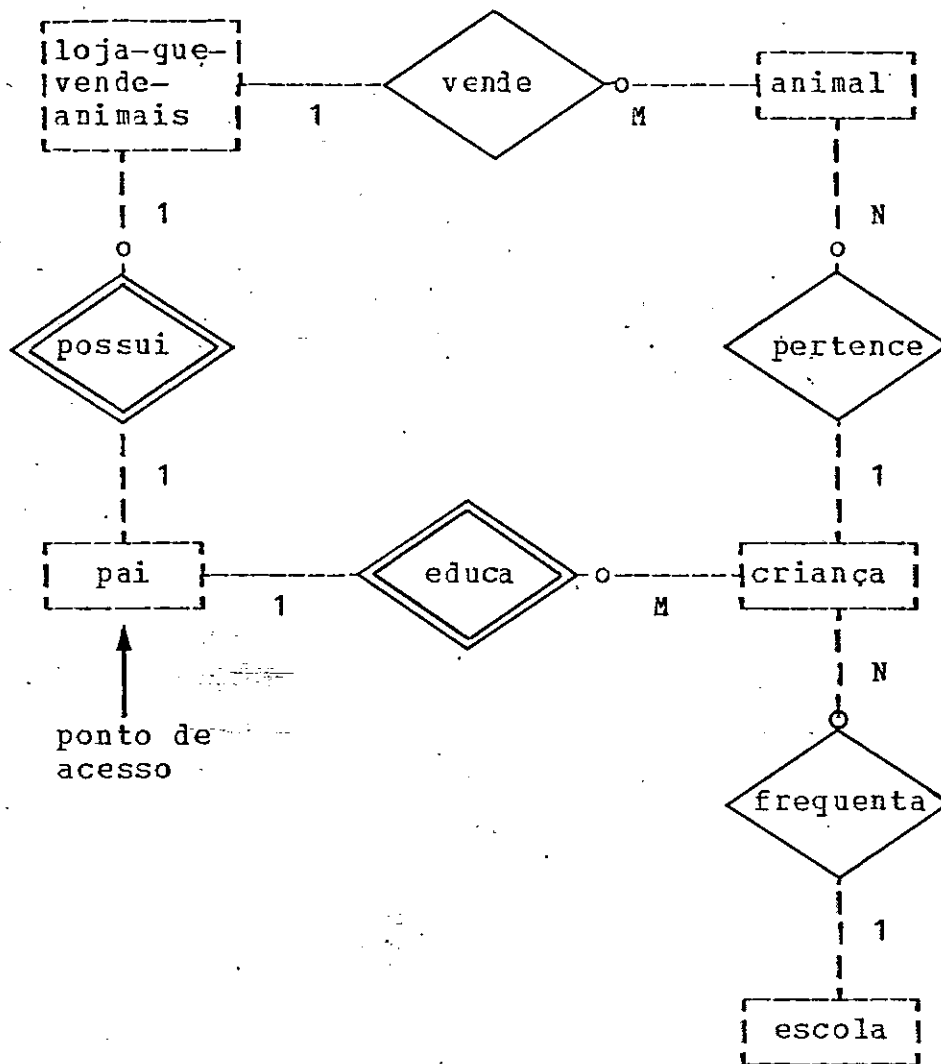 loja-que-
vende-
animais
1
vende
M
animal
1
N
possui
pertence
1
1
pai
1
educa
M
criança
N
ponto de
acesso
frequenta
1
escola